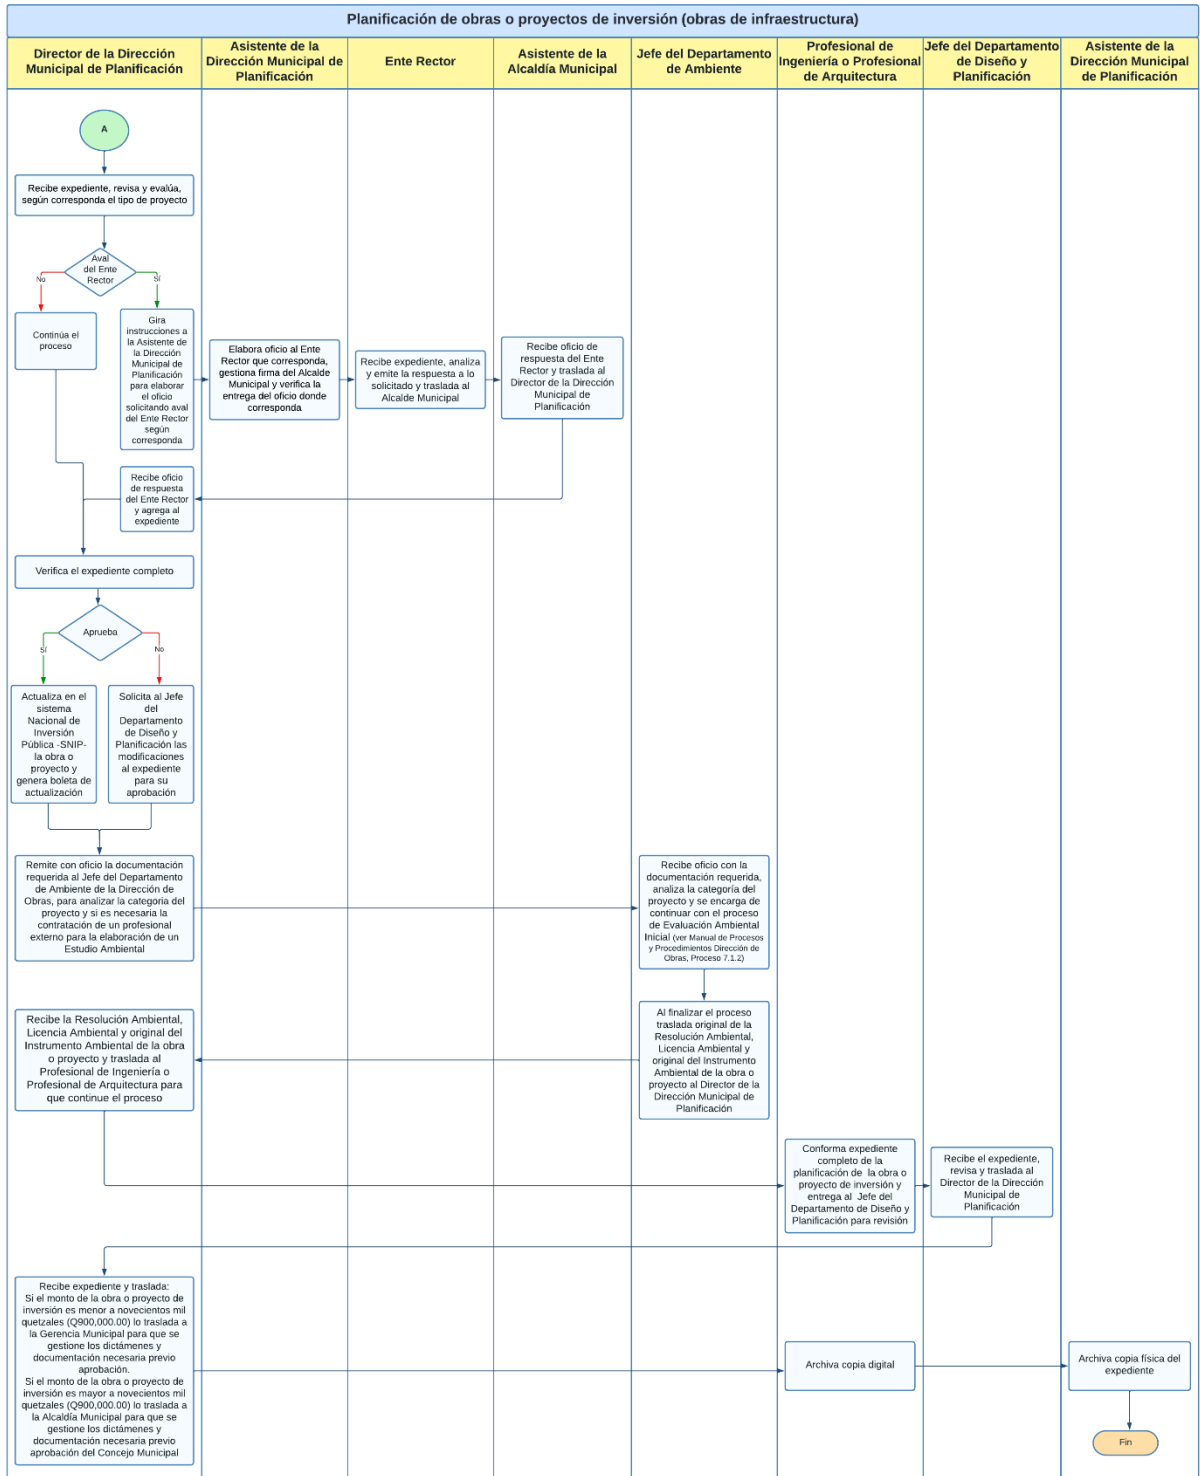 Planificación de obras o proyectos de inversión (obras de infraestructura)
Director de la Dirección
Municipal de Planificación
Asistente de la
Dirección Municipal de
Planificación
Ente Rector
Asistente de la
Alcaldía Municipal
Jefe del Departamento
de Ambiente
Profesional de
Ingeniería o Profesional
de Arquitectura
Jefe del Departamento
de Diseño y
Planificación
Asistente de la
Dirección Municipal
de Planificación
A
Recibe expediente, revisa y evalúa,
según corresponda el tipo de proyecto
Aval
del Ente
Rector
No
Sí
Continúa el
proceso
Gira
instrucciones a
la Asistente de
la Dirección
Municipal de
Planificación
para elaborar
el oficio
solicitando aval
del Ente Rector
según
corresponda
Elabora oficio al Ente
Rector que corresponda,
gestiona firma del Alcalde
Municipal y verifica la
entrega del oficio donde
corresponda
Recibe expediente, analiza
y emite la respuesta a lo
solicitado y traslada al
Alcalde Municipal
Recibe oficio de
respuesta del Ente
Rector y traslada al
Director de la Dirección
Municipal de
Planificación
Recibe oficio
de respuesta
del Ente Rector
y agrega al
expediente
Verifica el expediente completo
Aprueba
Sí
No
Actualiza en el
sistema
Nacional de
Inversión
Pública -SNIP-
la obra o
proyecto y
genera boleta de
actualización
Solicita al Jefe
del
Departamento
de Diseño y
Planificación las
modificaciones
al expediente
para su
aprobación
Remite con oficio la documentación
requerida al Jefe del Departamento
de Ambiente de la Dirección de
Obras, para analizar la categoria del
proyecto y si es necesaria la
contratación de un profesional
externo para la elaboración de un
Estudio Ambiental
Recibe oficio con la
documentación requerida,
analiza la categoría del
proyecto y se encarga de
continuar con el proceso
de Evaluación Ambiental
Inicial (ver Manual de Procesos
y Procedimientos Dirección de
Obras, Proceso 7.1.2)
Recibe la Resolución Ambiental,
Licencia Ambiental y original del
Instrumento Ambiental de la obra
o proyecto y traslada al
Profesional de Ingeniería o
Profesional de Arquitectura para
que continue el proceso
Al finalizar el proceso
traslada original de la
Resolución Ambiental,
Licencia Ambiental y
original del Instrumento
Ambiental de la obra o
proyecto al Director de la
Dirección Municipal de
Planificación
Conforma expediente
completo de la
planificación de la obra o
proyecto de inversión y
entrega al Jefe del
Departamento de Diseño y
Planificación para revisión
Recibe el expediente,
revisa y traslada al
Director de la Dirección
Municipal de
Planificación
Recibe expediente y traslada:
Si el monto de la obra o proyecto de
inversión es menor a novecientos mil
quetzales (Q900,000.00) lo traslada a
la Gerencia Municipal para que se
gestione los dictámenes y
documentación necesaria previo
aprobación.
Si el monto de la obra o proyecto de
inversión es mayor a novecientos mil
quetzales (Q900,000.00) lo traslada a
la Alcaldía Municipal para que se
gestione los dictámenes y
documentación necesaria previo
aprobación del Concejo Municipal
Archiva copia digital
Archiva copia física del
expediente
Fin